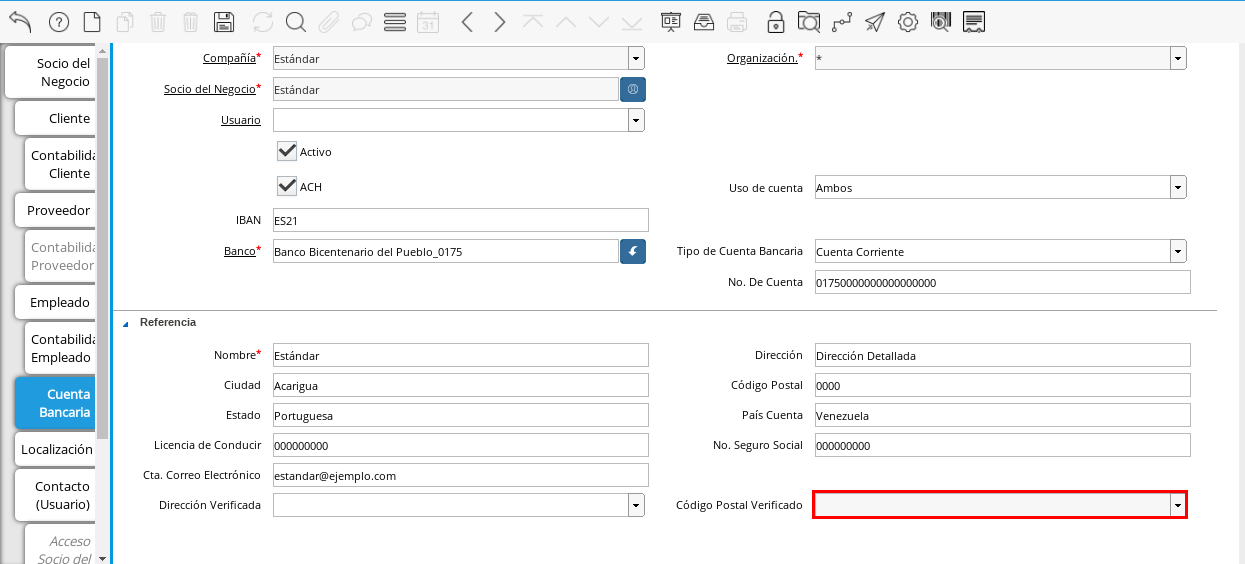 31
Socio del
Negocio
Cliente
Contabilida
Cliente
Proveedor
Contabilida
Proveedor
Empleado
Contabilida
Empleado
Cuenta
Bancaria
Localización
Contacto
(Usuario)
Acceso
Socio del
Compañía* Estándar Organización.* *
Socio del Negocio* Estándar
Usuario
Activo
ACH Uso de cuenta Ambos
IBAN ES21
Banco* Banco Bicentenario del Pueblo_0175 Tipo de Cuenta Bancaria Cuenta Corriente
No. De Cuenta 01750000000000000000
Referencia
Nombre* Estándar Dirección Dirección Detallada
Ciudad Acarigua Código Postal 0000
Estado Portuguesa País Cuenta Venezuela
Licencia de Conducir 000000000 No. Seguro Social 000000000
Cta. Correo Electrónico estandar@ejemplo.com
Dirección Verificada Código Postal Verificado